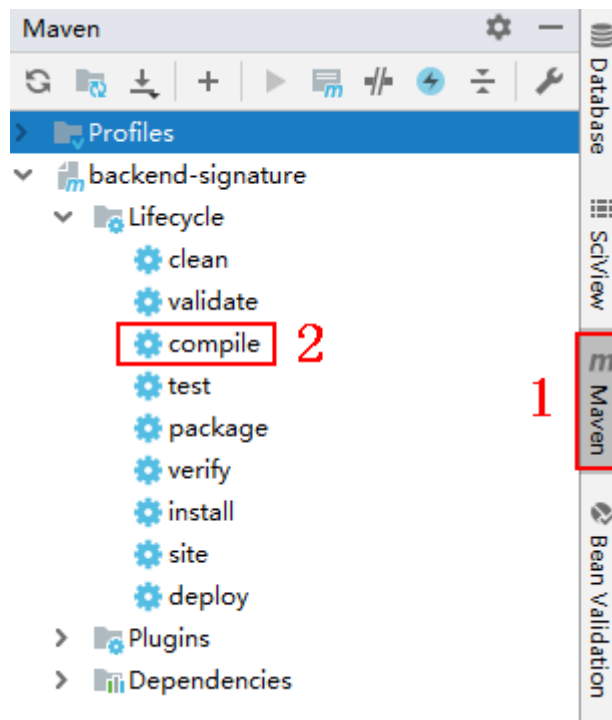 Maven
Profiles
backend-signature
Lifecycle
clean
validate
compile
2
test
package
verify
install
site
deploy
Plugins
Dependencies
Database
SciView
1
m Maven
Bean Validation